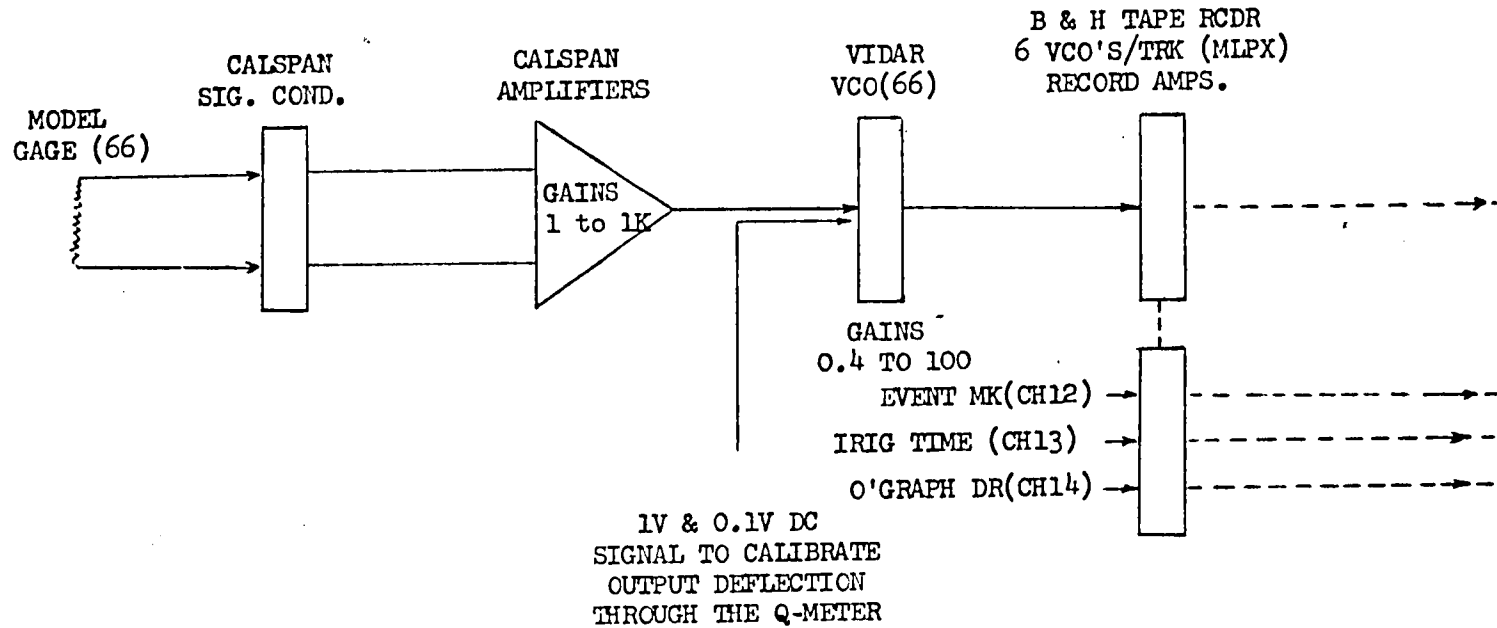 MODEL
GAGE (66)
CALSPAN
SIG. COND.
CALSPAN
AMPLIFIERS
GAINS
1 to 1K
VIDAR
VCO(66)
GAINS
0.4 TO 100
B & H TAPE RCDR
6 VCO'S/TRK (MLPX)
RECORD AMPS.
EVENT MK(CH12)
IRIG TIME (CH13)
O'GRAPH DR(CH14)
1V & 0.1V DC
SIGNAL TO CALIBRATE
OUTPUT DEFLECTION
THROUGH THE Q-METER